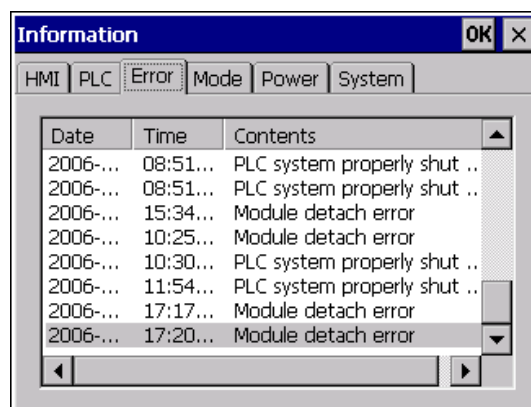 Information OK ×
HMI PLC Error Mode Power System
Date Time Contents
2006-... 08:51... PLC system properly shut ..
2006-... 08:51... PLC system properly shut ..
2006-... 15:34... Module detach error
2006-... 10:25... Module detach error
2006-... 10:30... PLC system properly shut ..
2006-... 11:54... PLC system properly shut ..
2006-... 17:17... Module detach error
2006-... 17:20... Module detach error